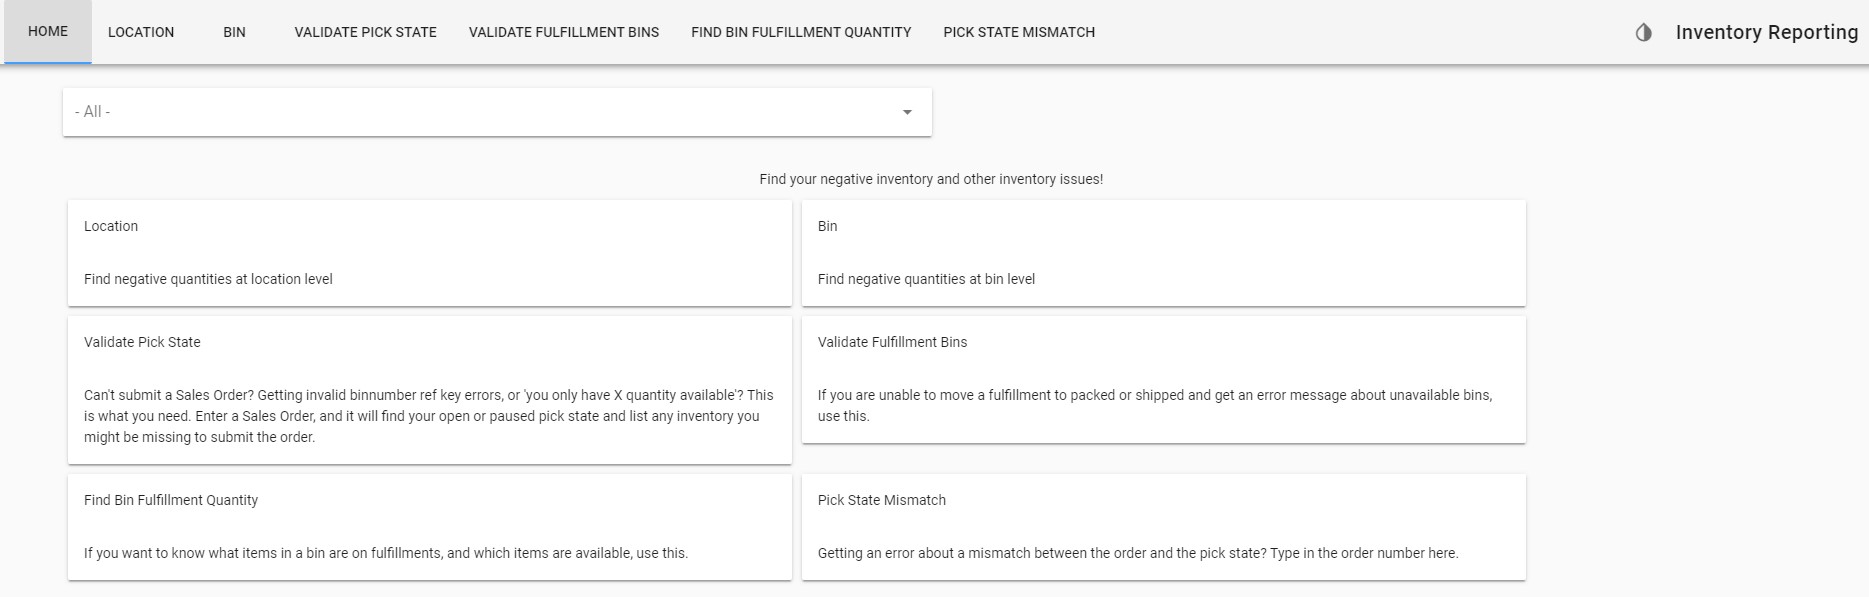 HOME LOCATION BIN VALIDATE PICK STATE VALIDATE FULFILLMENT BINS FIND BIN FULFILLMENT QUANTITY PICK STATE MISMATCH Inventory Reporting
- All -
Find your negative inventory and other inventory issues!
Location
Find negative quantities at location level
Bin
Find negative quantities at bin level
Validate Pick State
Can't submit a Sales Order? Getting invalid binnumber ref key errors, or 'you only have X quantity available'? This
is what you need. Enter a Sales Order, and it will find your open or paused pick state and list any inventory you
might be missing to submit the order.
Validate Fulfillment Bins
If you are unable to move a fulfillment to packed or shipped and get an error message about unavailable bins,
use this.
Find Bin Fulfillment Quantity
If you want to know what items in a bin are on fulfillments, and which items are available, use this.
Pick State Mismatch
Getting an error about a mismatch between the order and the pick state? Type in the order number here.